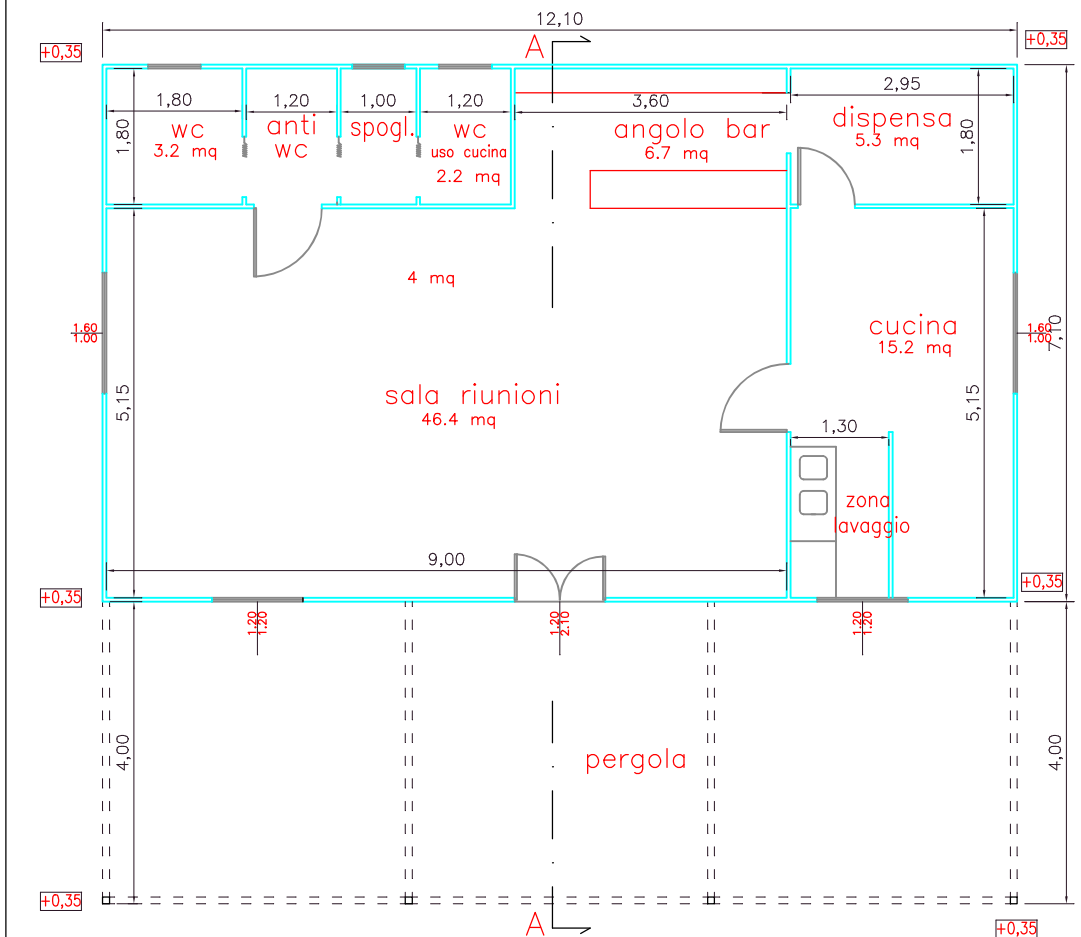 12,10
+0,35
A
+0,35
1,80
1,20
1,00
1,20
3,60
2,95
1,80
WC
3.2 mq
anti
WC
spogl.
WC
uso cucina
2.2 mq
angolo bar
6.7 mq
dispensa
5.3 mq
1,80
4 mq
1.60
1.00
cucina
15.2 mq
1.60
1.00
7,10
5,15
sala riunioni
46.4 mq
5,15
1,30
zona
lavaggio
9,00
+0,35
+0,35
1.20
1.20
1.20
2.10
1.20
4,00
pergola
4,00
+0,35
A
+0,35